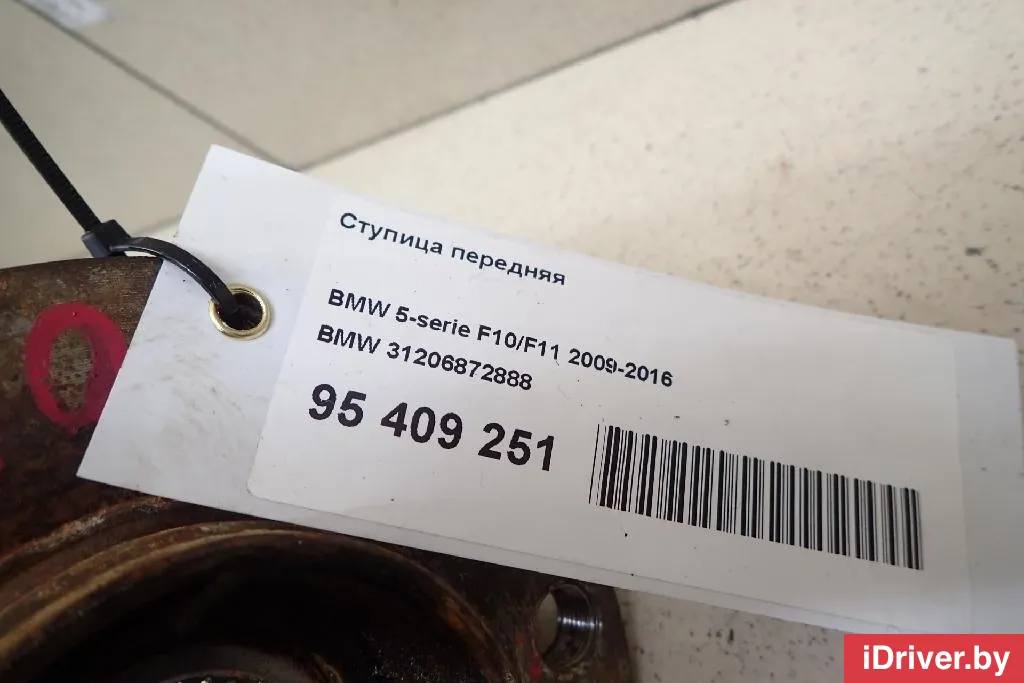 Ступица передняя
BMW 5-serie F10/F11 2009-2016
BMW 31206872888
95 409 251
iDriver.by